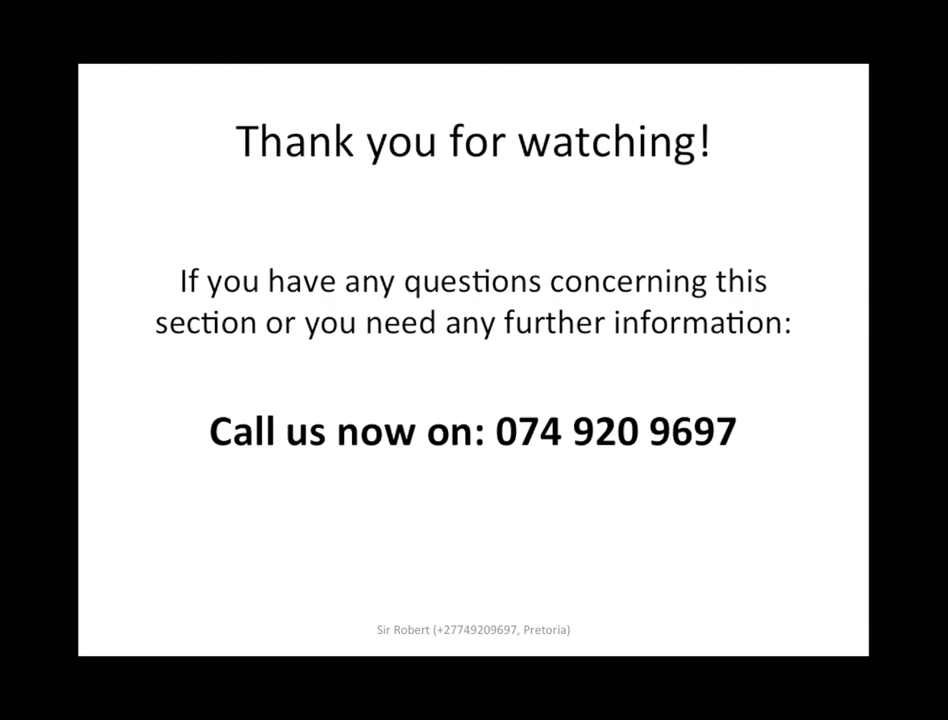 Thank you for watching!
If you have any questions concerning this
section or you need any further information:
Call us now on: 074 920 9697
Sir Robert (+27749209697, Pretoria)